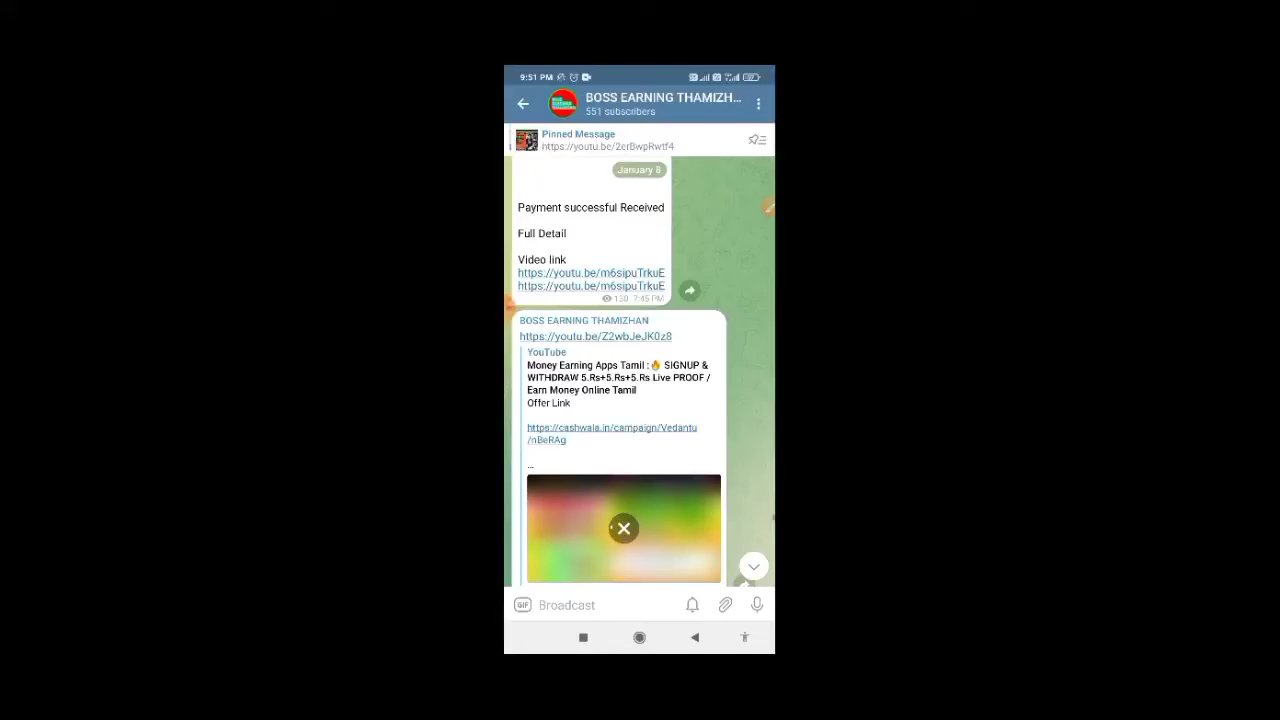 9:51 PM
BOSS EARNING THAMIZH...
551 subscribers
Pinned Message
https://youtu.be/2erBwpRwtf4
January 8
Payment successful Received
Full Detail
Video link
https://youtu.be/m6sipuTrkuE
https://youtu.be/m6sipuTrkuE
130 7:45 PM
BOSS EARNING THAMIZHAN
https://youtu.be/Z2wbJeJK0z8
YouTube
Money Earning Apps Tamil :🔥 SIGNUP &
WITHDRAW 5.Rs+5.Rs+5.Rs Live PROOF /
Earn Money Online Tamil
Offer Link
https://cashwala.in/campaign/Vedantu
/nBeRAg
...
GIF
Broadcast